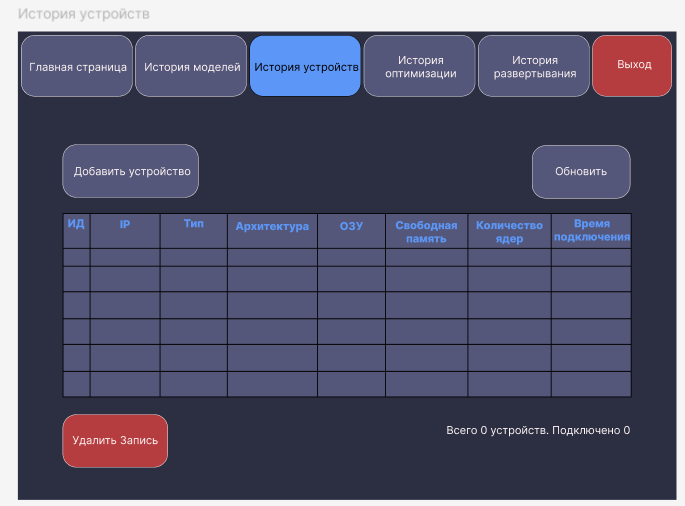 История устройств
Главная страница
История моделей
История устройств
История
оптимизации
История
развертывания
Выход
Добавить устройство
Обновить
ИД
IP
Тип
Архитектура
ОЗУ
Свободная
память
Количество
ядер
Время
подключения
Удалить Запись
Всего 0 устройств. Подключено 0